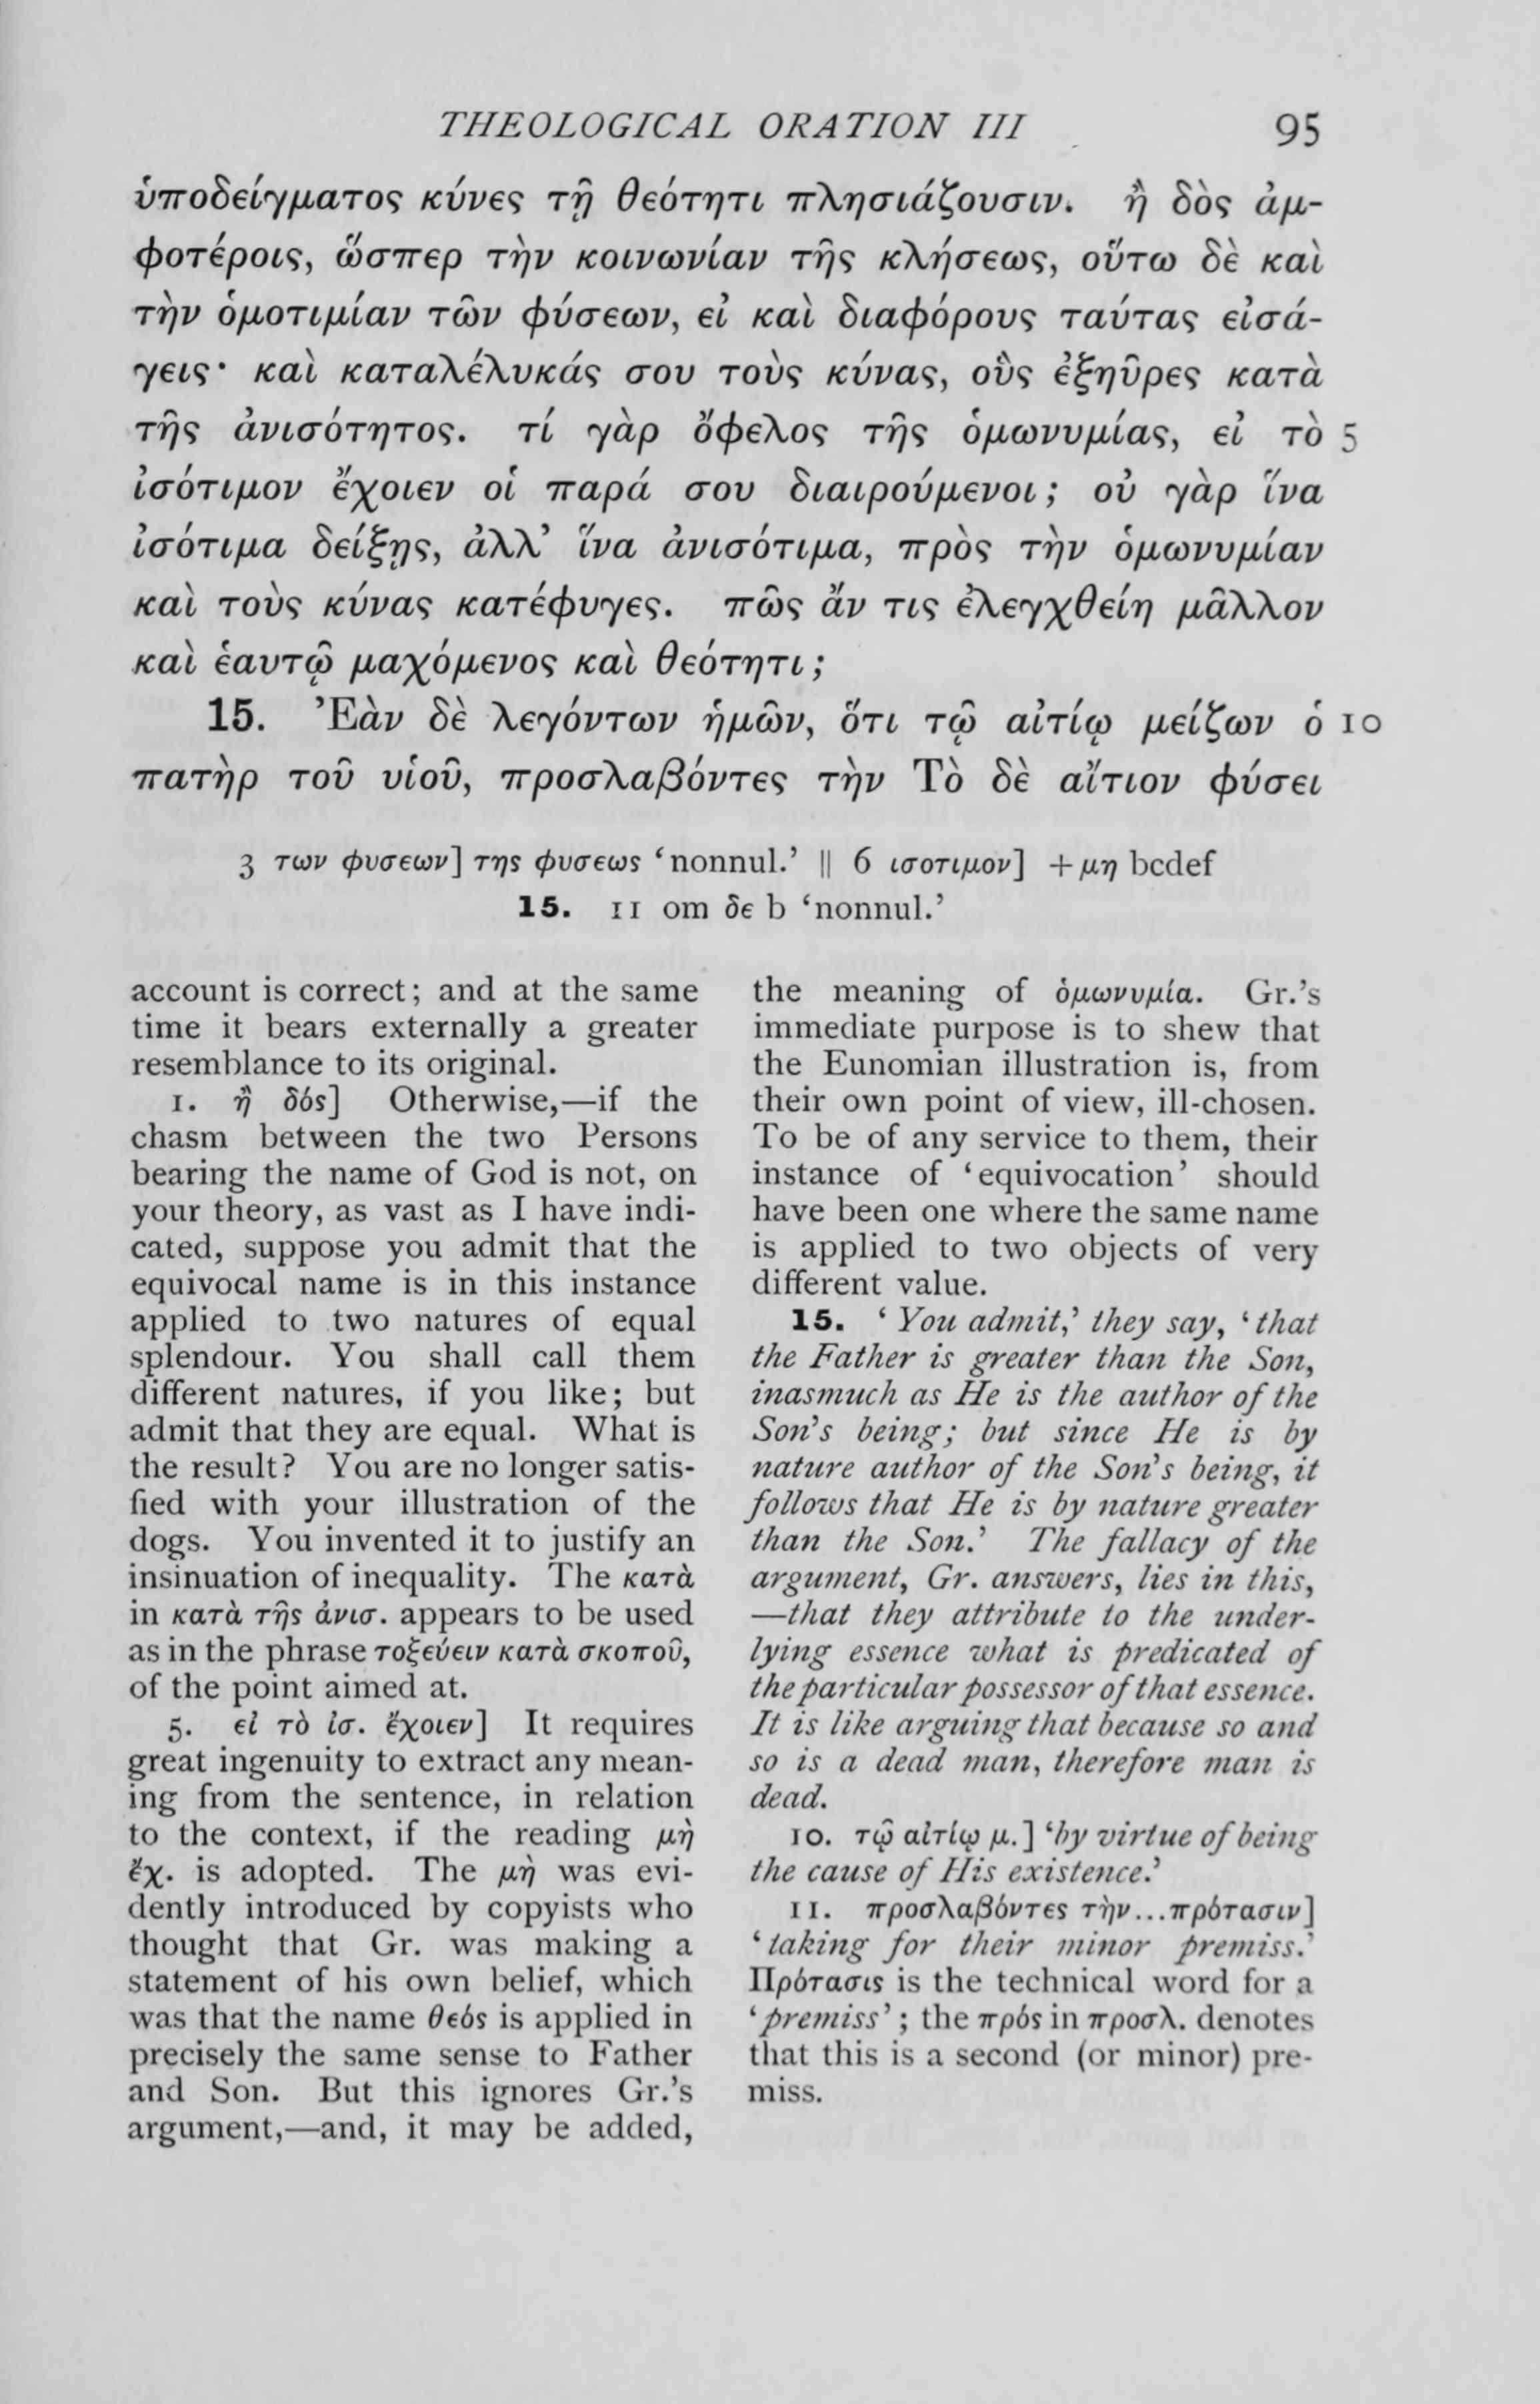 THEOLOGICAL ORATION III 95
ὑποδείγματος κύνες τῇ θεότητι πλησιάζουσιν. ἢ δὸς ἀμ-
φοτέροις, ὥσπερ τὴν κοινωνίαν τῆς κλήσεως, οὕτω δὲ καὶ
τὴν ὁμοτιμίαν τῶν φύσεων, εἰ καὶ διαφόρους ταύτας εἰσά-
γεις· καὶ καταλέλυκάς σου τοὺς κύνας, οὓς ἐξηῦρες κατὰ
τῆς ἀνισότητος. τί γὰρ ὄφελος τῆς ὁμωνυμίας, εἰ τὸ 5
ἰσότιμον ἔχοιεν οἱ παρά σου διαιρούμενοι; οὐ γὰρ ἵνα
ἰσότιμα δείξῃς, ἀλλ’ ἵνα ἀνισότιμα, πρὸς τὴν ὁμωνυμίαν
καὶ τοὺς κύνας κατέφυγες. πῶς ἄν τις ἐλεγχθείη μᾶλλον
καὶ ἑαυτῷ μαχόμενος καὶ θεότητι;
15. Ἐὰν δὲ λεγόντων ἡμῶν, ὅτι τῷ αἰτίῳ μείζων ὁ 10
πατὴρ τοῦ υἱοῦ, προσλαβόντες τὴν Τὸ δὲ αἴτιον φύσει
3 των φυσεων] της φυσεως ‘nonnul.’ || 6 ισοτιμον] +μη bcdef
15. 11 om δε b ‘nonnul.’
account is correct; and at the same
time it bears externally a greater
resemblance to its original.
1. ἢ δός] Otherwise,—if the
chasm between the two Persons
bearing the name of God is not, on
your theory, as vast as I have indi-
cated, suppose you admit that the
equivocal name is in this instance
applied to two natures of equal
splendour. You shall call them
different natures, if you like; but
admit that they are equal. What is
the result? You are no longer satis-
fied with your illustration of the
dogs. You invented it to justify an
insinuation of inequality. The κατὰ
in κατὰ τῆς ἀνισ. appears to be used
as in the phrase τοξεύειν κατὰ σκοποῦ,
of the point aimed at.
5. εἰ τὸ ἰσ. ἔχοιεν] It requires
great ingenuity to extract any mean-
ing from the sentence, in relation
to the context, if the reading μὴ
ἔχ. is adopted. The μὴ was evi-
dently introduced by copyists who
thought that Gr. was making a
statement of his own belief, which
was that the name θεός is applied in
precisely the same sense to Father
and Son. But this ignores Gr.’s
argument,—and, it may be added,
the meaning of ὁμωνυμία. Gr.’s
immediate purpose is to shew that
the Eunomian illustration is, from
their own point of view, ill-chosen.
To be of any service to them, their
instance of ‘equivocation’ should
have been one where the same name
is applied to two objects of very
different value.
15. ‘You admit,’ they say, ‘that
the Father is greater than the Son,
inasmuch as He is the author of the
Son’s being; but since He is by
nature author of the Son’s being, it
follows that He is by nature greater
than the Son.’ The fallacy of the
argument, Gr. answers, lies in this,
—that they attribute to the under-
lying essence what is predicated of
the particular possessor of that essence.
It is like arguing that because so and
so is a dead man, therefore man is
dead.
10. τῷ αἰτίῳ μ.] ‘by virtue of being
the cause of His existence.’
11. προσλαβόντες τὴν...πρότασιν]
‘taking for their minor premiss.’
Πρότασις is the technical word for a
‘premiss’; the πρός in προσλ. denotes
that this is a second (or minor) pre-
miss.